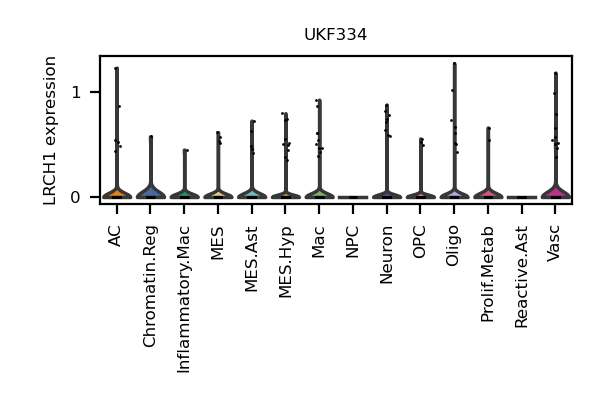 UKF334
LRCH1 expression
1
0
AC
Chromatin.Reg
Inflammatory.Mac
MES
MES.Ast
MES.Hyp
Mac
NPC
Neuron
OPC
Oligo
Prolif.Metab
Reactive.Ast
Vasc